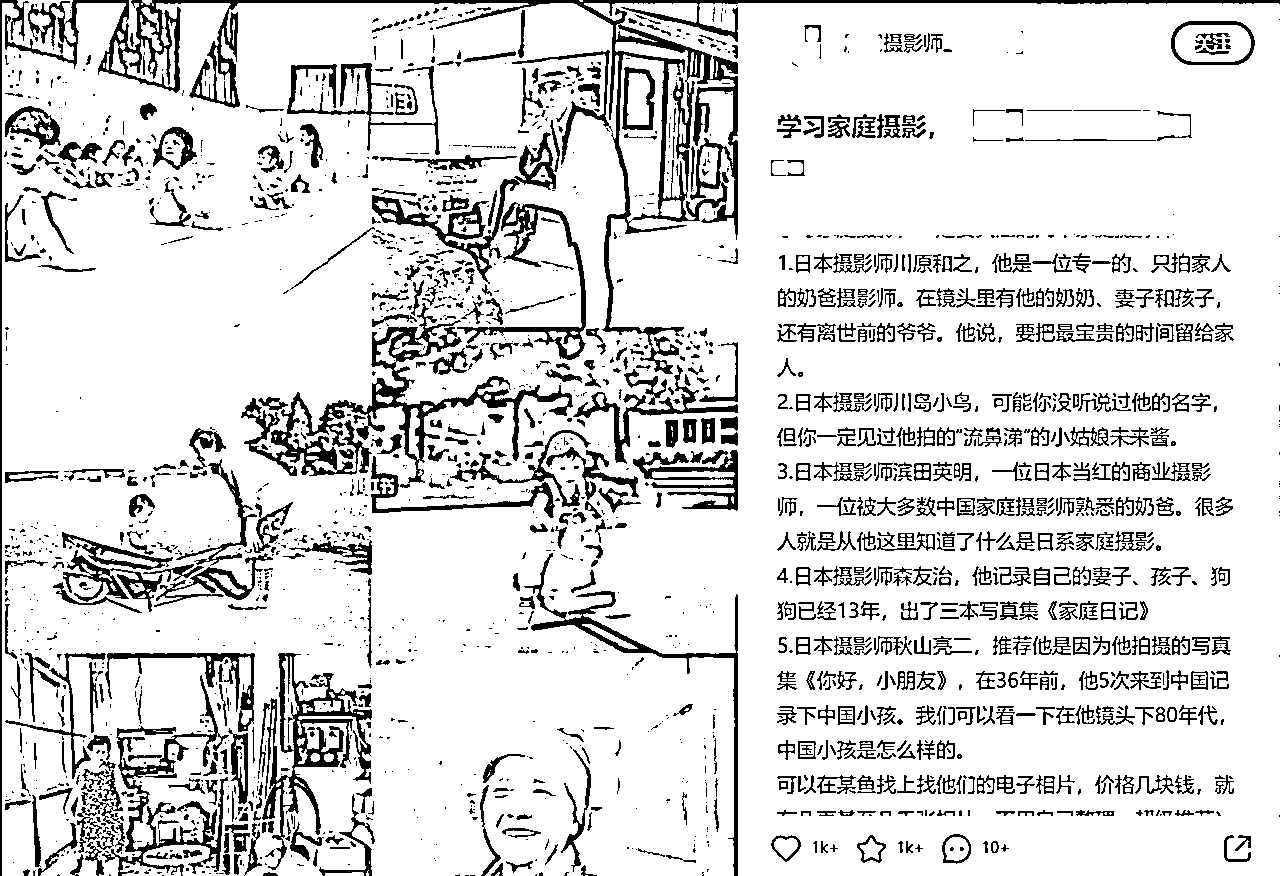 摄影师_
关注
学习家庭摄影，
1.日本摄影师川原和之，他是一位专一的、只拍家人
的奶爸摄影师。在镜头里有他的奶奶、妻子和孩子，
还有离世前的爷爷。他说，要把最宝贵的时间留给家
人。
2.日本摄影师川岛小鸟，可能你没听说过他的名字，
但你一定见过他拍的“流鼻涕”的小姑娘未来酱。
3.日本摄影师滨田英明，一位日本当红的商业摄影
师，一位被大多数中国家庭摄影师熟悉的奶爸。很多
人就是从他这里知道了什么是日系家庭摄影。
4.日本摄影师森友治，他记录自己的妻子、孩子、狗
狗已经13年，出了三本写真集《家庭日记》
5.日本摄影师秋山亮二，推荐他是因为他拍摄的写真
集《你好，小朋友》，在36年前，他5次来到中国记
录下中国小孩。我们可以看一下在他镜头下80年代，
中国小孩是怎么样的。
可以在某鱼找上找他们的电子相片，价格几块钱，就
1k+
1k+
10+